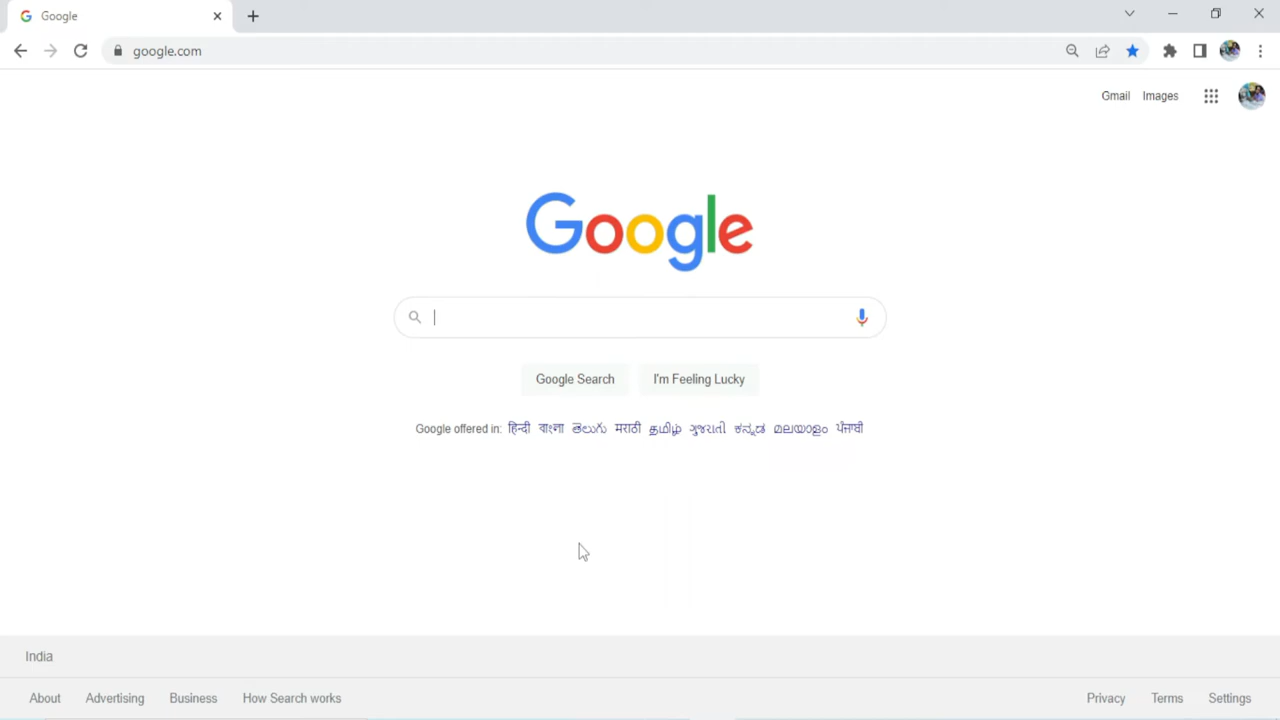 Google
google.com
Gmail Images
Google
Google Search I'm Feeling Lucky
Google offered in: हिन्दी বাংলা తెలుగు मराठी தமிழ் ગુજરાતી ಕನ್ನಡ മലയാളം ਪੰਜਾਬੀ
India
About Advertising Business How Search works Privacy Terms Settings